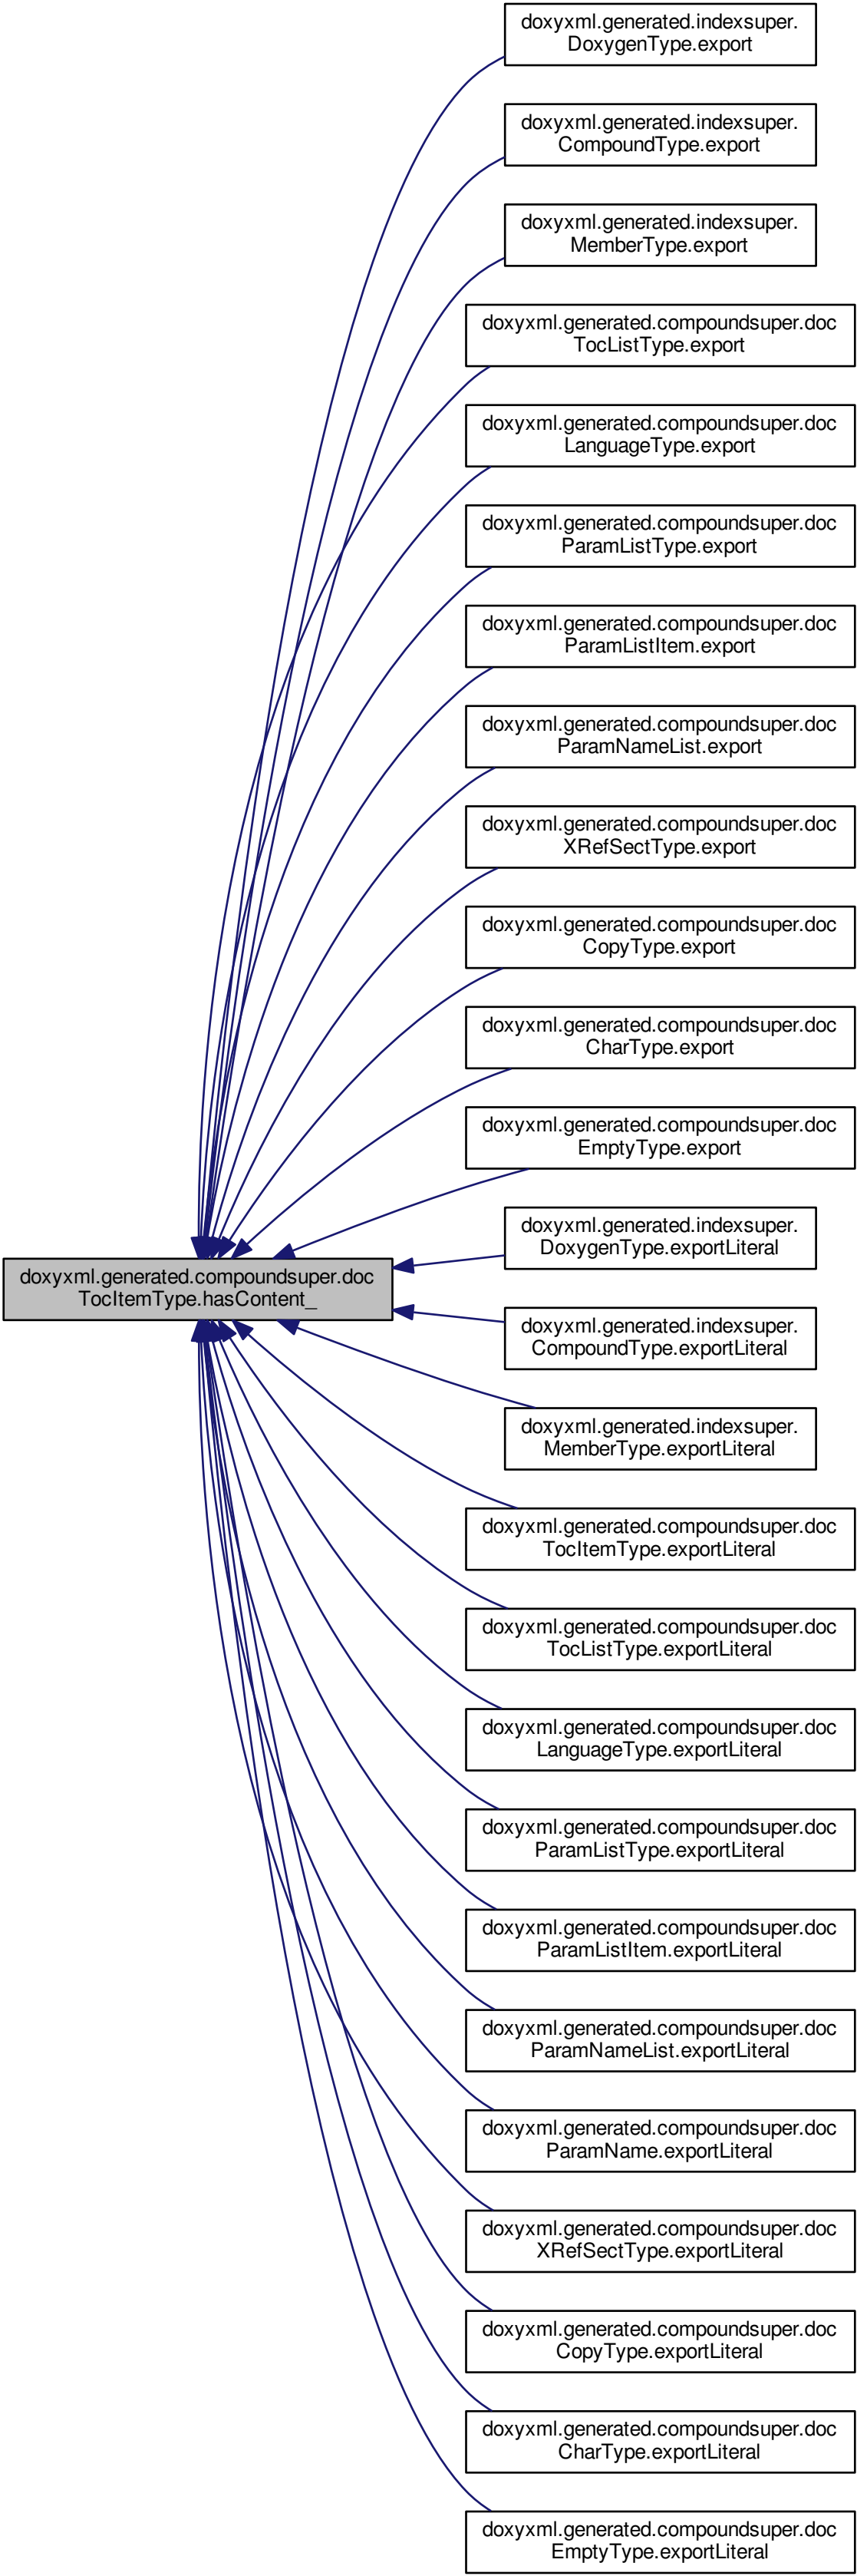 doxyxml.generated.indexsuper.
DoxygenType.export
doxyxml.generated.indexsuper.
CompoundType.export
doxyxml.generated.indexsuper.
MemberType.export
doxyxml.generated.compoundsuper.doc
TocListType.export
doxyxml.generated.compoundsuper.doc
LanguageType.export
doxyxml.generated.compoundsuper.doc
ParamListType.export
doxyxml.generated.compoundsuper.doc
ParamListItem.export
doxyxml.generated.compoundsuper.doc
ParamNameList.export
doxyxml.generated.compoundsuper.doc
XRefSectType.export
doxyxml.generated.compoundsuper.doc
CopyType.export
doxyxml.generated.compoundsuper.doc
CharType.export
doxyxml.generated.compoundsuper.doc
EmptyType.export
doxyxml.generated.indexsuper.
DoxygenType.exportLiteral
doxyxml.generated.compoundsuper.doc
TocItemType.hasContent_
doxyxml.generated.indexsuper.
CompoundType.exportLiteral
doxyxml.generated.indexsuper.
MemberType.exportLiteral
doxyxml.generated.compoundsuper.doc
TocItemType.exportLiteral
doxyxml.generated.compoundsuper.doc
TocListType.exportLiteral
doxyxml.generated.compoundsuper.doc
LanguageType.exportLiteral
doxyxml.generated.compoundsuper.doc
ParamListType.exportLiteral
doxyxml.generated.compoundsuper.doc
ParamListItem.exportLiteral
doxyxml.generated.compoundsuper.doc
ParamNameList.exportLiteral
doxyxml.generated.compoundsuper.doc
ParamName.exportLiteral
doxyxml.generated.compoundsuper.doc
XRefSectType.exportLiteral
doxyxml.generated.compoundsuper.doc
CopyType.exportLiteral
doxyxml.generated.compoundsuper.doc
CharType.exportLiteral
doxyxml.generated.compoundsuper.doc
EmptyType.exportLiteral